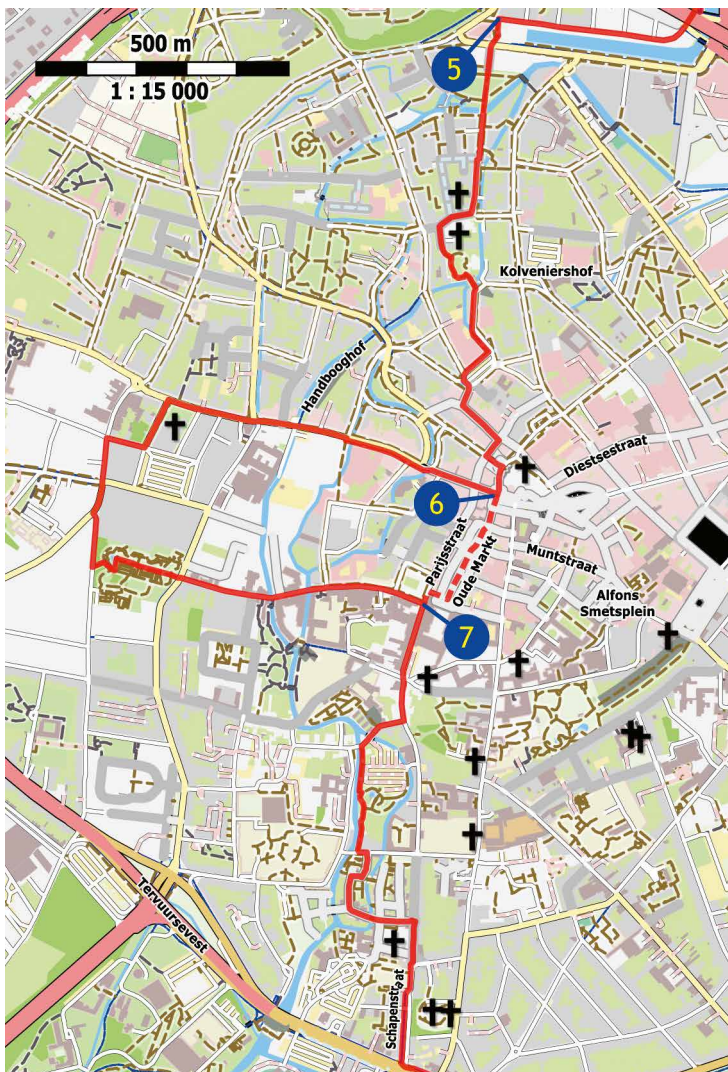 500 m
1 : 15 000
5
Kolveniershof
Handbooghof
Diestsestraat
6
Parijsstraat
Oude Markt
Muntstraat
Alfons
Smetsplein
7
Tervuursevest
Schapenstraat